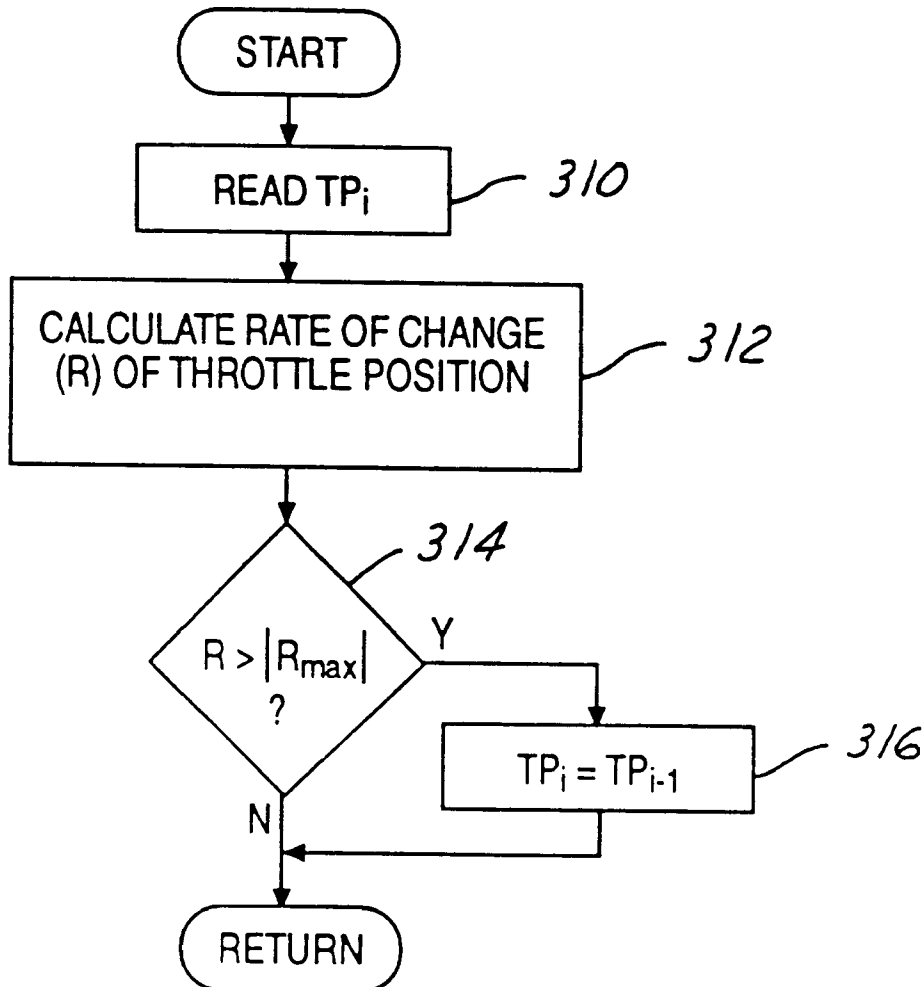 START
READ TPi
310
CALCULATE RATE OF CHANGE
(R) OF THROTTLE POSITION
312
314
R > |Rmax|
?
Y
N
TPi = TPi-1
316
RETURN